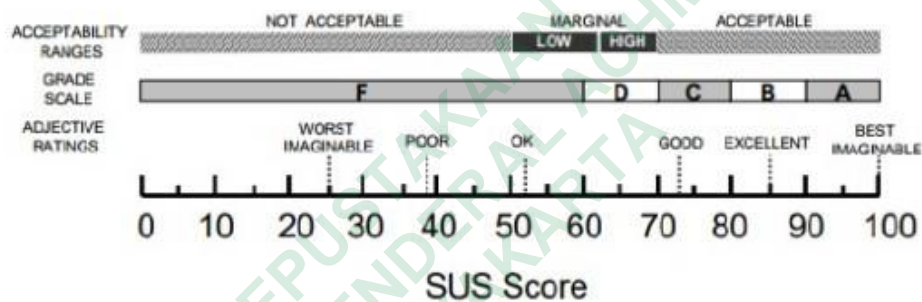 NOT ACCEPTABLE MARGINAL ACCEPTABLE
ACCEPTABILITY RANGES LOW HIGH
GRADE SCALE F D C B A
ADJECTIVE RATINGS WORST IMAGINABLE POOR OK GOOD EXCELLENT BEST IMAGINABLE
0 10 20 30 40 50 60 70 80 90 100
SUS Score